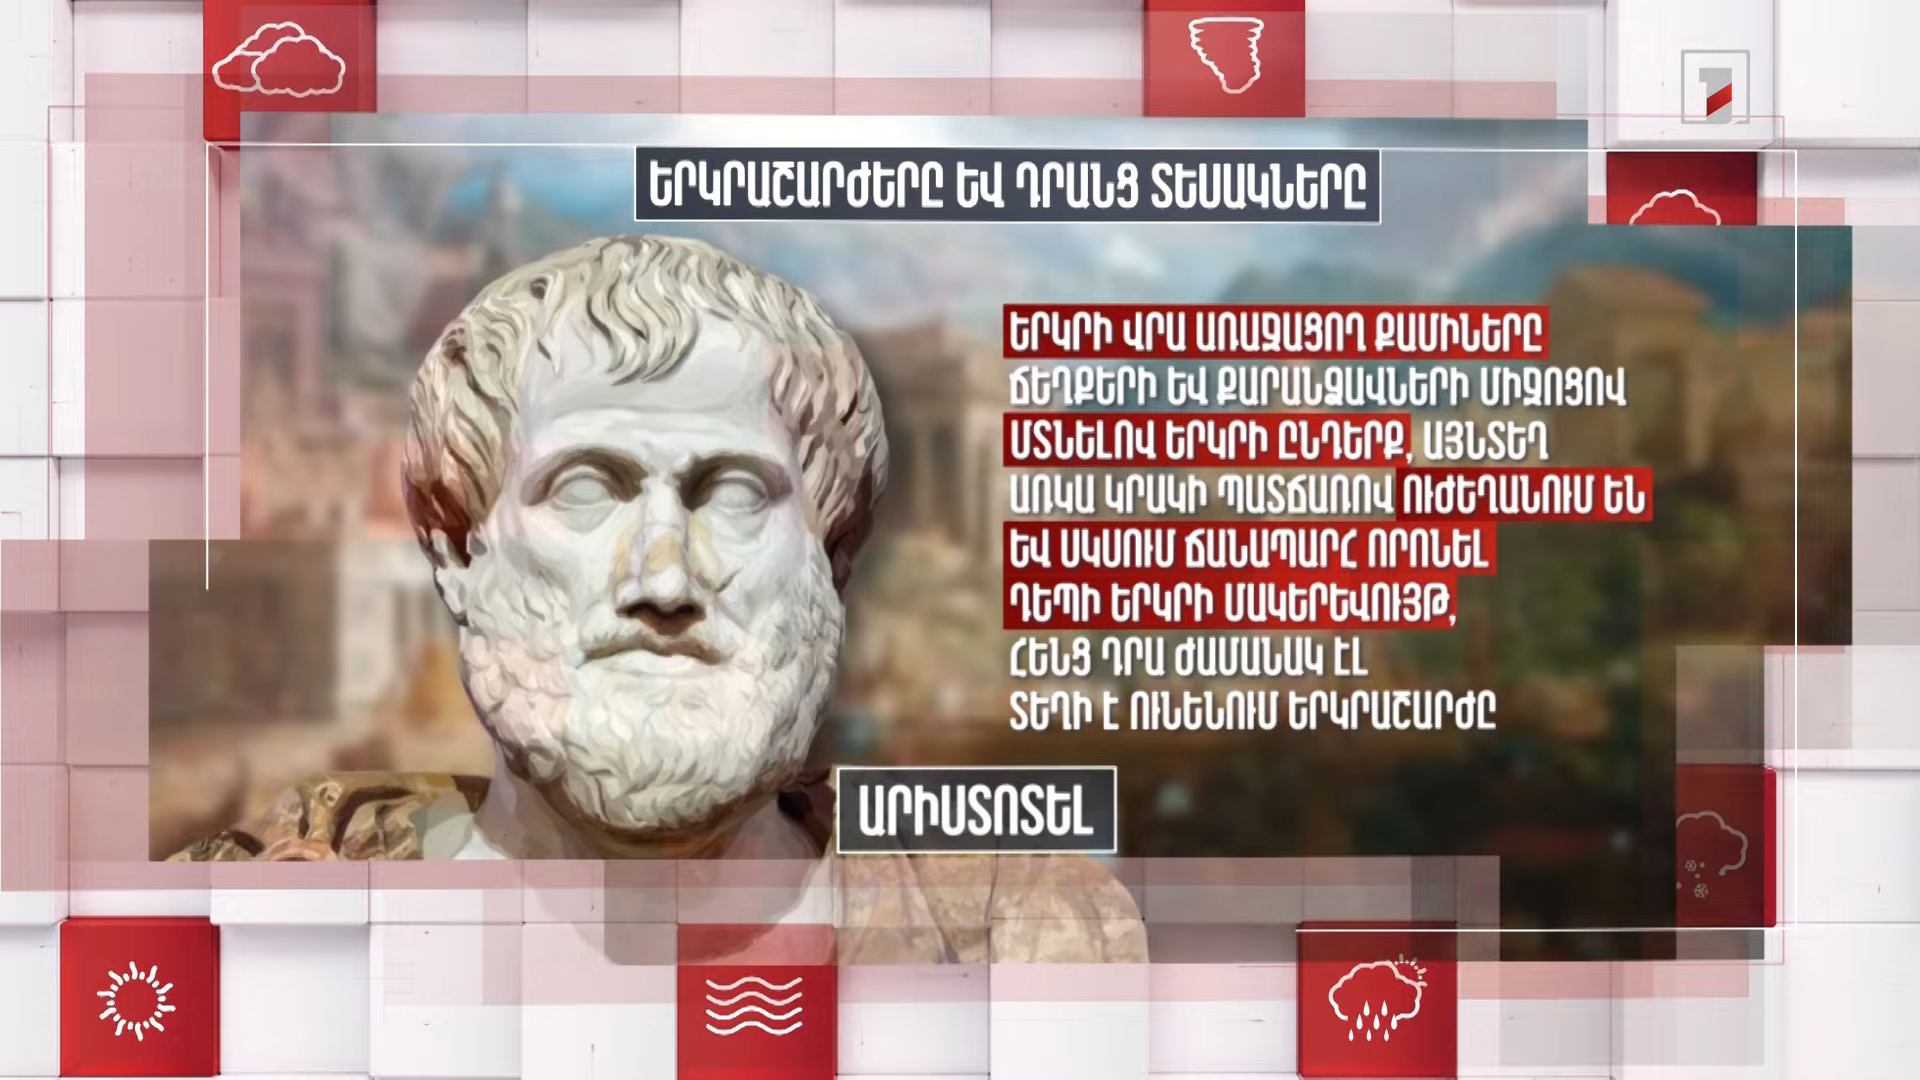 ԵՐԿՐԱՇԱՐԺԵՐԸ ԵՎ ԴՐԱՆՑ ՏԵՍԱԿՆԵՐԸ
ԵՐԿՐԻ ՎՐԱ ԱՌԱՋԱՑՈՂ ՔԱՄԻՆԵՐԸ
ՃԵՂՔԵՐԻ ԵՎ ՔԱՐԱՆՁԱՎՆԵՐԻ ՄԻՋՈՑՈՎ
ՄՏՆԵԼՈՎ ԵՐԿՐԻ ԸՆԴԵՐՔ, ԱՅՆՏԵՂ
ԱՌԿԱ ԿՐԱԿԻ ՊԱՏՃԱՌՈՎ ՈՒԺԵՂԱՆՈՒՄ ԵՆ
ԵՎ ՍԿՍՈՒՄ ՃԱՆԱՊԱՐՀ ՈՐՈՆԵԼ
ԴԵՊԻ ԵՐԿՐԻ ՄԱԿԵՐԵՎՈՒՅԹ,
ՀԵՆՑ ԴՐԱ ԺԱՄԱՆԱԿ ԷԼ
ՏԵՂԻ Է ՈՒՆԵՆՈՒՄ ԵՐԿՐԱՇԱՐԺԸ
ԱՐԻՍՏՈՏԵԼ